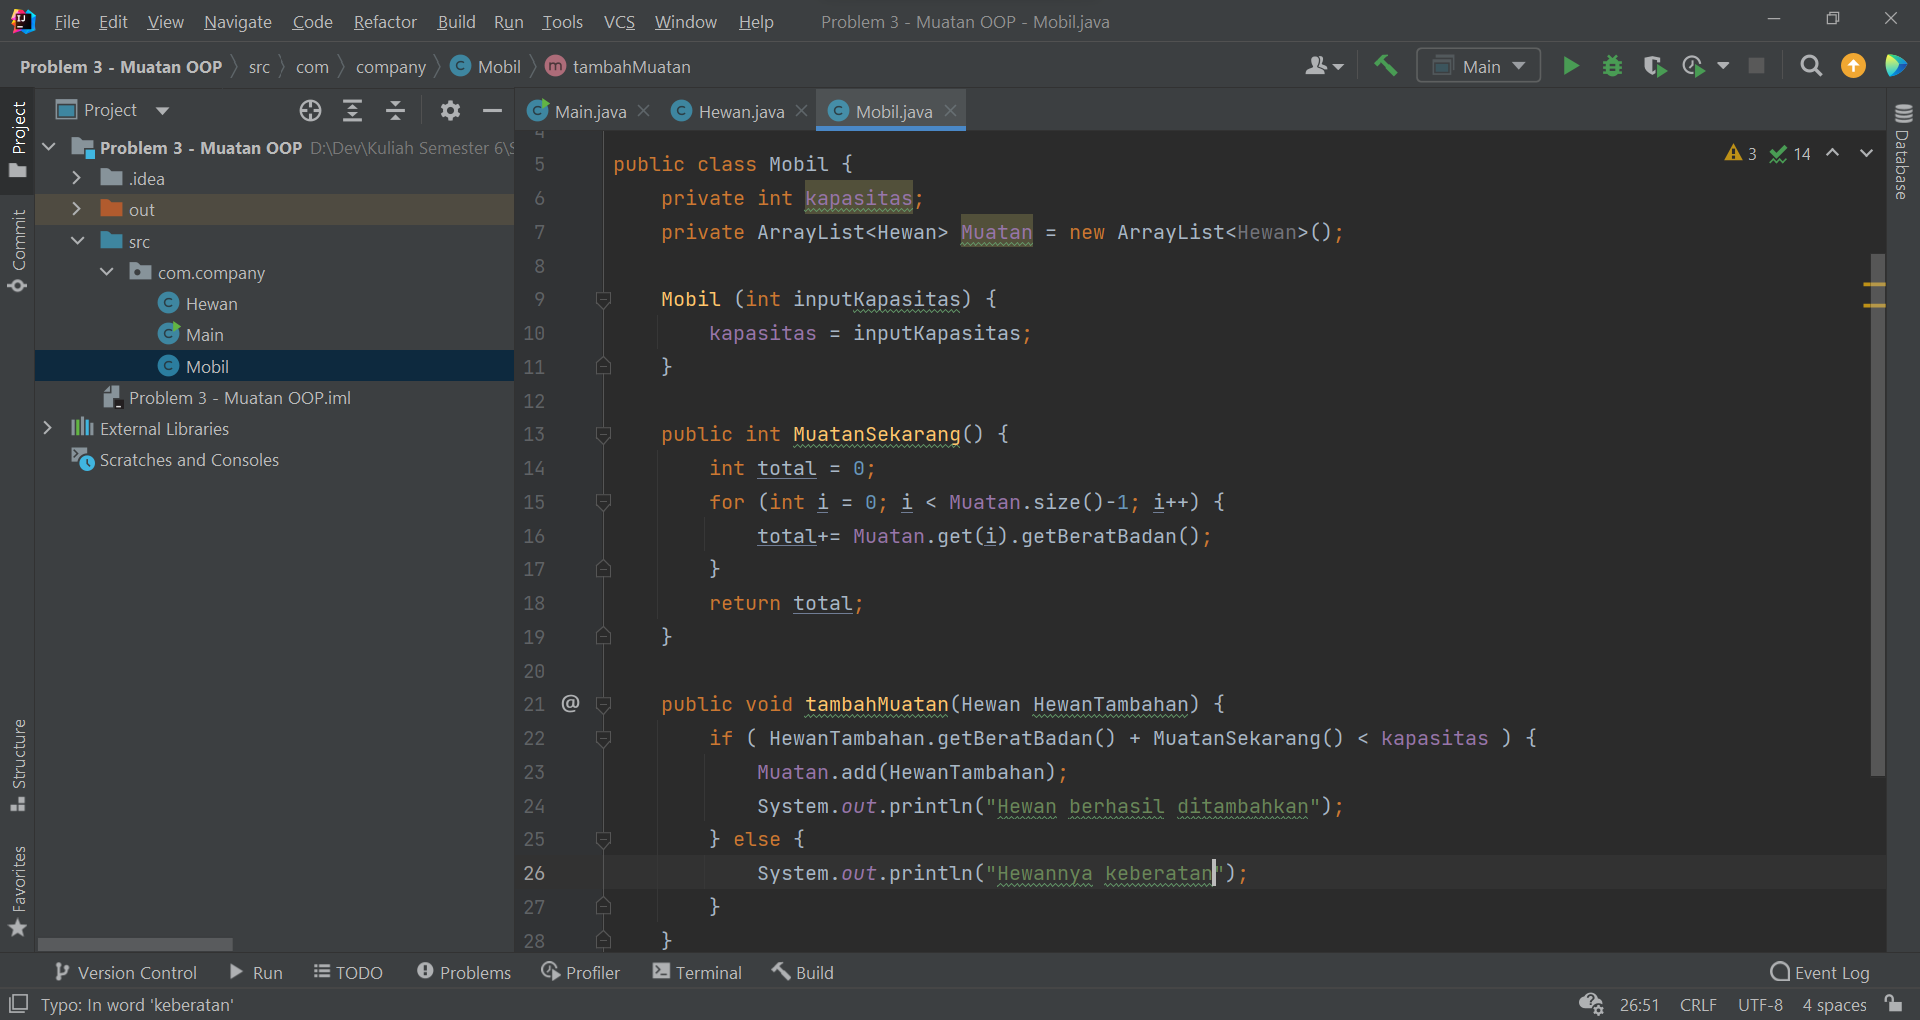 File Edit View Navigate Code Refactor Build Run Tools VCS Window Help Problem 3 - Muatan OOP - Mobil.java
Problem 3 - Muatan OOP src com company Mobil tambahMuatan Main
Project Main.java Hewan.java Mobil.java
Problem 3 - Muatan OOP D:\Dev\Kuliah Semester 6\S
.idea
out
src
com.company
Hewan
Main
Mobil
Problem 3 - Muatan OOP.iml
External Libraries
Scratches and Consoles
Project
Commit
Structure
Favorites
Database
3 14
4
5 public class Mobil {
6 private int kapasitas;
7 private ArrayList<Hewan> Muatan = new ArrayList<Hewan>();
8
9 Mobil (int inputKapasitas) {
10 kapasitas = inputKapasitas;
11 }
12
13 public int MuatanSekarang() {
14 int total = 0;
15 for (int i = 0; i < Muatan.size()-1; i++) {
16 total+= Muatan.get(i).getBeratBadan();
17 }
18 return total;
19 }
20
21 @ public void tambahMuatan(Hewan HewanTambahan) {
22 if ( HewanTambahan.getBeratBadan() + MuatanSekarang() < kapasitas ) {
23 Muatan.add(HewanTambahan);
24 System.out.println("Hewan berhasil ditambahkan");
25 } else {
26 System.out.println("Hewannya keberatan");
27 }
28 }
Version Control Run TODO Problems Profiler Terminal Build Event Log
Typo: In word 'keberatan' 26:51 CRLF UTF-8 4 spaces